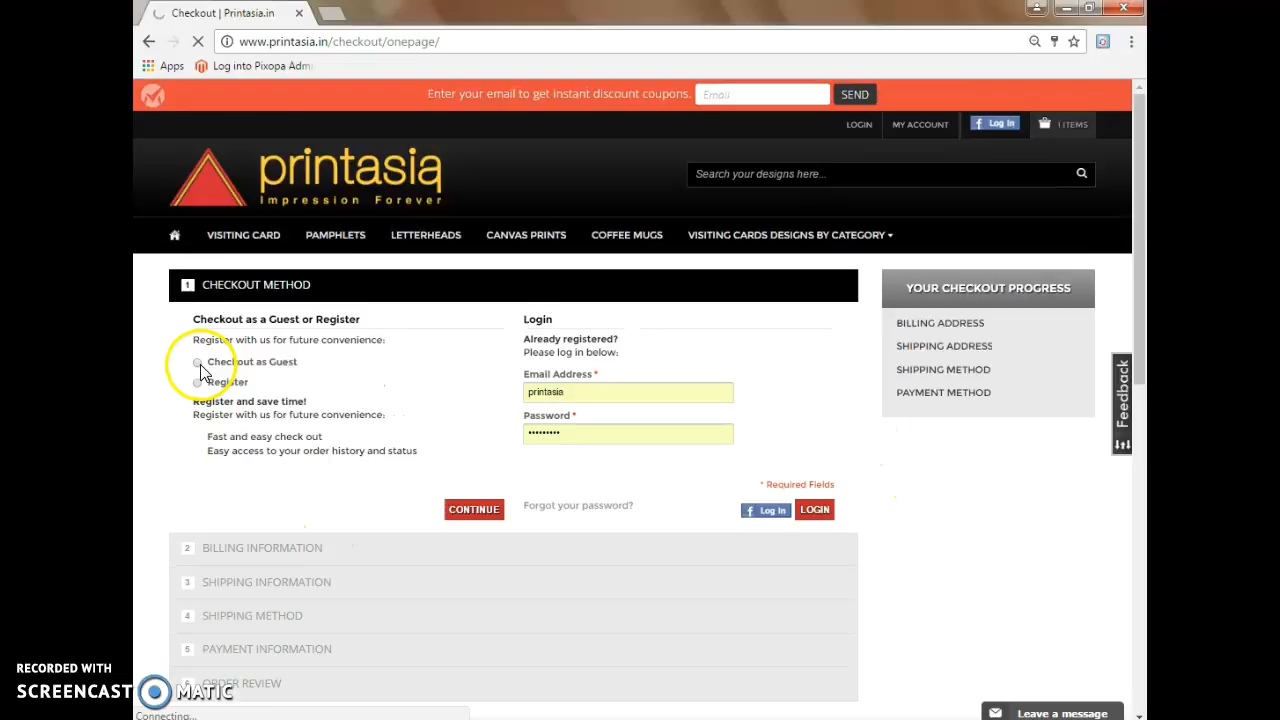 Checkout | Printasia.in
www.printasia.in/checkout/onepage/
Apps
Log into Pixopa Adm
Enter your email to get instant discount coupons.
Email
SEND
LOGIN
MY ACCOUNT
f Log In
1 ITEMS
printasia
Impression Forever
Search your designs here...
VISITING CARD
PAMPHLETS
LETTERHEADS
CANVAS PRINTS
COFFEE MUGS
VISITING CARDS DESIGNS BY CATEGORY
1 CHECKOUT METHOD
Checkout as a Guest or Register
Register with us for future convenience:
Checkout as Guest
Register
Register and save time!
Register with us for future convenience:
Fast and easy check out
Easy access to your order history and status
CONTINUE
Login
Already registered?
Please log in below:
Email Address *
printasia
Password *
•••••••••
* Required Fields
Forgot your password?
f Log In
LOGIN
2 BILLING INFORMATION
3 SHIPPING INFORMATION
4 SHIPPING METHOD
5 PAYMENT INFORMATION
6 ORDER REVIEW
YOUR CHECKOUT PROGRESS
BILLING ADDRESS
SHIPPING ADDRESS
SHIPPING METHOD
PAYMENT METHOD
Feedback
Leave a message
Connecting...
RECORDED WITH
SCREENCAST MATIC